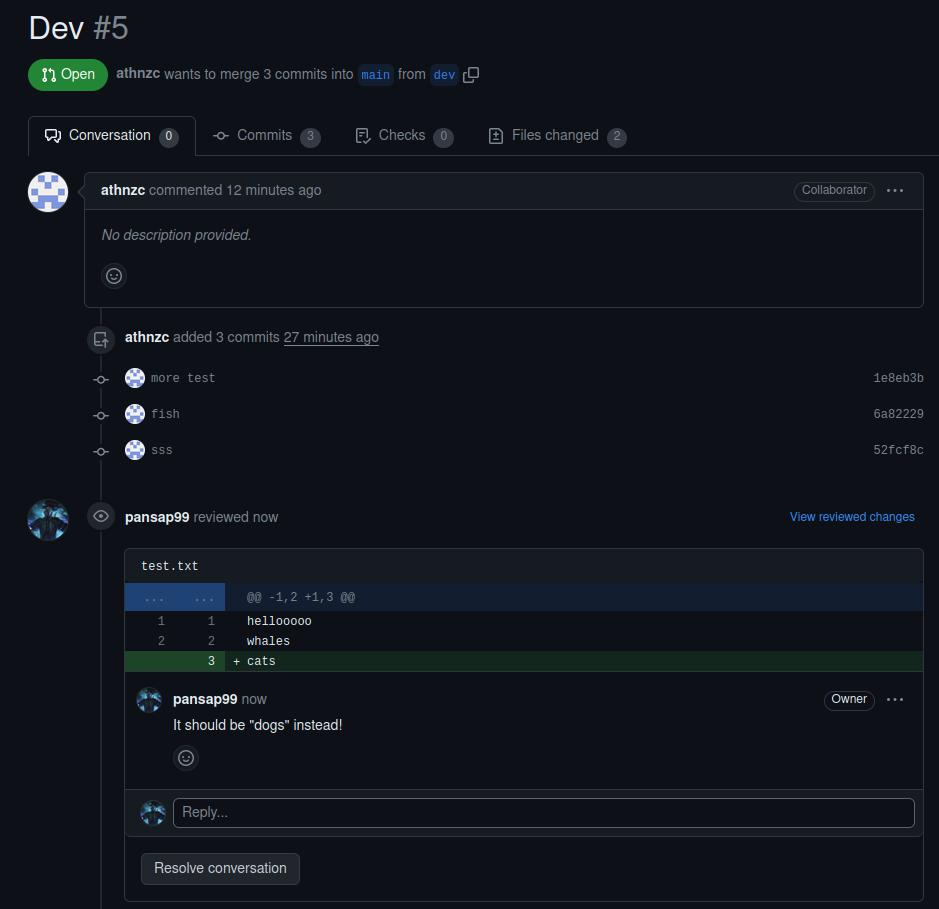 Dev #5
Open athnzc wants to merge 3 commits into main from dev
Conversation 0 Commits 3 Checks 0 Files changed 2
athnzc commented 12 minutes ago Collaborator ...
No description provided.
athnzc added 3 commits 27 minutes ago
more test 1e8eb3b
fish 6a82229
sss 52fcf8c
pansap99 reviewed now View reviewed changes
test.txt
... ... @@ -1,2 +1,3 @@
1 1 hellooooo
2 2 whales
3 + cats
pansap99 now Owner ...
It should be "dogs" instead!
Reply...
Resolve conversation